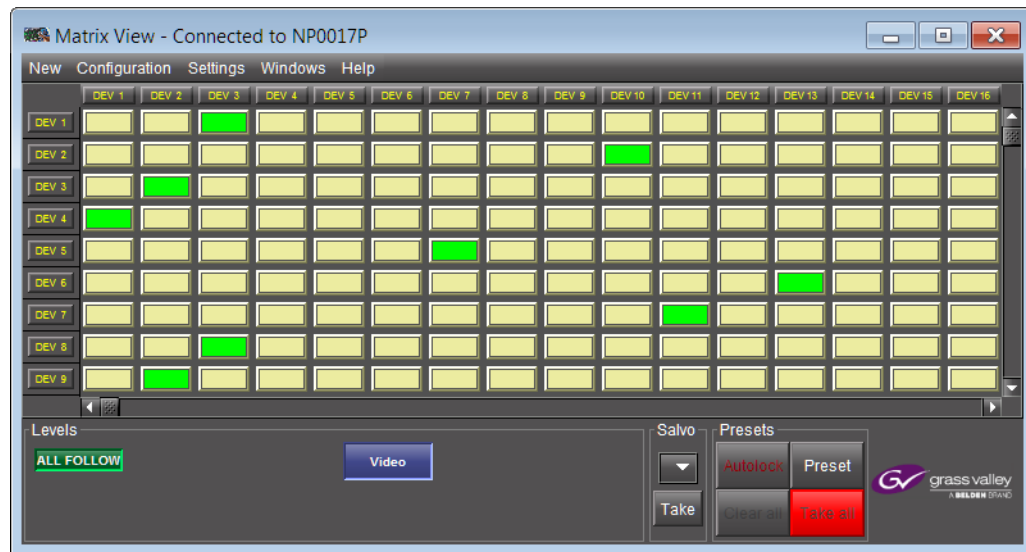 Matrix View - Connected to NP0017P
New Configuration Settings Windows Help
DEV 1 DEV 2 DEV 3 DEV 4 DEV 5 DEV 6 DEV 7 DEV 8 DEV 9 DEV 10 DEV 11 DEV 12 DEV 13 DEV 14 DEV 15 DEV 16
DEV 1
DEV 2
DEV 3
DEV 4
DEV 5
DEV 6
DEV 7
DEV 8
DEV 9
Levels
ALL FOLLOW
Video
Salvo
Take
Presets
Autolock Preset
Clear all Take all
grass valley
A BELDEN BRAND